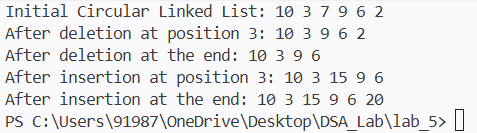 Initial Circular Linked List: 10 3 7 9 6 2
After deletion at position 3: 10 3 9 6 2
After deletion at the end: 10 3 9 6
After insertion at position 3: 10 3 15 9 6
After insertion at the end: 10 3 15 9 6 20
PS C:\Users\91987\OneDrive\Desktop\DSA_Lab\lab_5>